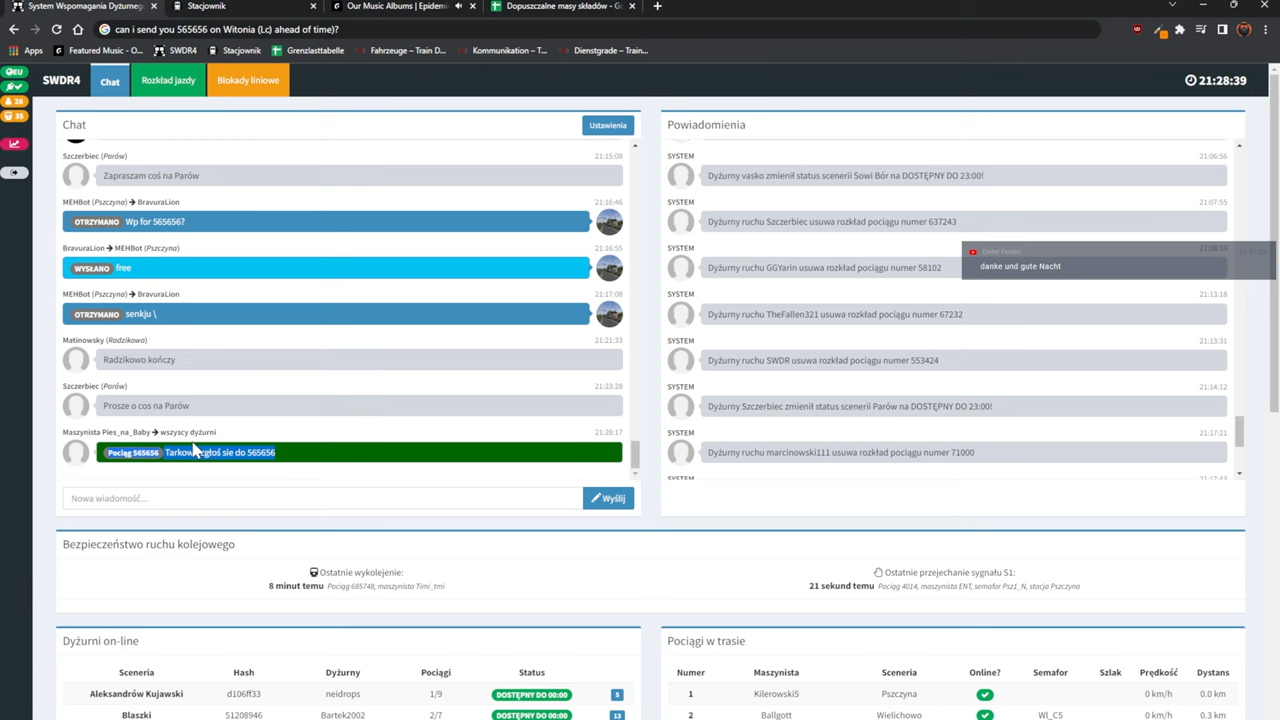 System Wspomagania Dyżurneg
Stacjownik
Our Music Albums | Epidem
Dopuszczalne masy składów - G
can i send you 565656 on Witonia (Lc) ahead of time)?
Apps
Featured Music - O...
SWDR4
Stacjownik
Grenzlasttabelle
Fahrzeuge – Train D...
Kommunikation – T...
Dienstgrade – Train...
EU
28
35
SWDR4
Chat
Rozkład jazdy
Blokady liniowe
21:28:39
Chat
Ustawienia
Szczerbiec (Parów)
21:15:08
Zapraszam coś na Parów
MEHBot (Pszczyna) → BravuraLion
21:16:46
OTRZYMANO Wp for 565656?
BravuraLion → MEHBot (Pszczyna)
21:16:55
WYSŁANO free
MEHBot (Pszczyna) → BravuraLion
21:17:08
OTRZYMANO senkju \
Matinowsky (Radzikowo)
21:21:33
Radzikowo kończy
Szczerbiec (Parów)
21:23:28
Prosze o cos na Parów
Maszynista Pies_na_Baby → wszyscy dyżurni
21:28:17
Pociąg 565656
sie do 565656
Nowa wiadomość...
Wyślij
Powiadomienia
SYSTEM
21:06:56
Dyżurny vasko zmienił status scenerii Sowi Bór na DOSTĘPNY DO 23:00!
SYSTEM
21:07:55
Dyżurny ruchu Szczerbiec usuwa rozkład pociągu numer 637243
SYSTEM
21:08:33
Dyżurny ruchu GGYarin usuwa rozkład pociągu numer 58102
danke und gute Nacht
SYSTEM
21:13:18
Dyżurny ruchu TheFallen321 usuwa rozkład pociągu numer 67232
SYSTEM
21:13:31
Dyżurny ruchu SWDR usuwa rozkład pociągu numer 553424
SYSTEM
21:14:12
Dyżurny Szczerbiec zmienił status scenerii Parów na DOSTĘPNY DO 23:00!
SYSTEM
21:17:21
Dyżurny ruchu marcinowski111 usuwa rozkład pociągu numer 71000
SYSTEM
21:17:43
Bezpieczeństwo ruchu kolejowego
Ostatnie wykolejenie:
8 minut temu Pociąg 685748, maszynista Timi_tmi
Ostatnie przejechanie sygnału S1:
21 sekund temu Pociąg 4014, maszynista ENT, semafor Psz1_N, stacja Pszczyna
Dyżurni on-line
Sceneria Hash Dyżurny Pociągi Status
Aleksandrów Kujawski d106ff33 neidrops 1/9 DOSTĘPNY DO 00:00 5
Blaszki 51208946 Bartek2002 2/7 DOSTĘPNY DO 00:00 13
Pociągi w trasie
Numer Maszynista Sceneria Online? Semafor Szlak Prędkość Dystans
1 Kilerowski5 Pszczyna 0 km/h 0.0 km
2 Ballgott Wielichowo Wl_C5 0 km/h 0.3 km